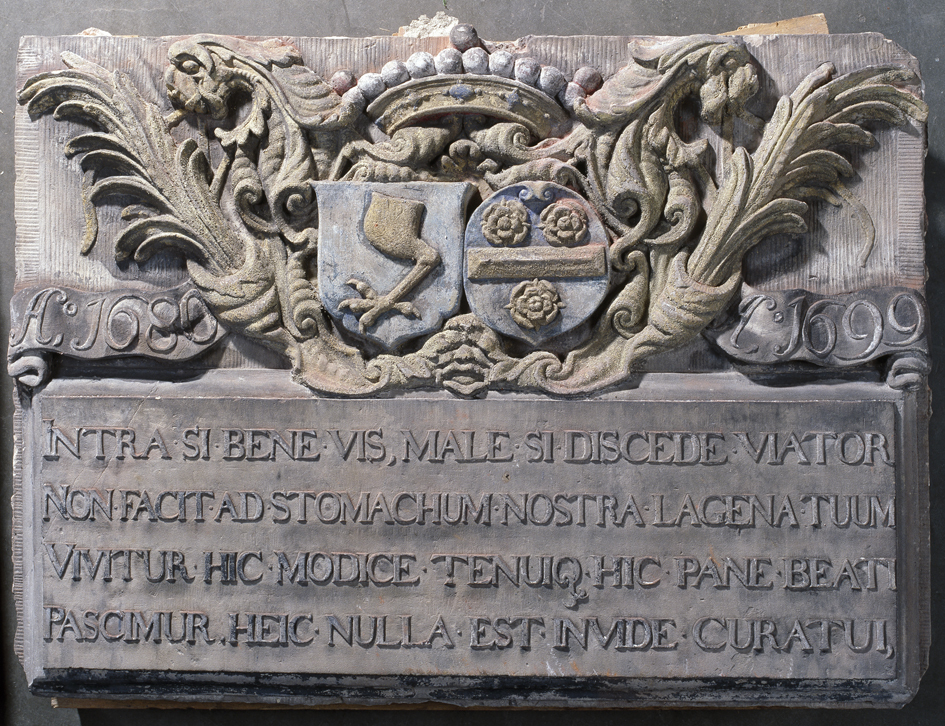 A.° 1680
A.° 1699
INTRA·SI·BENE·VIS, MALE·SI·DISCEDE·VIATOR
NON·FACIT·AD·STOMACHUM·NOSTRA·LAGENA·TUUM
VIVITUR·HIC·MODICE·TENUIQ·HIC·PANE·BEATI
PASCIMUR, HEIC·NULLA·EST·INVIDE·CURA·TUI,